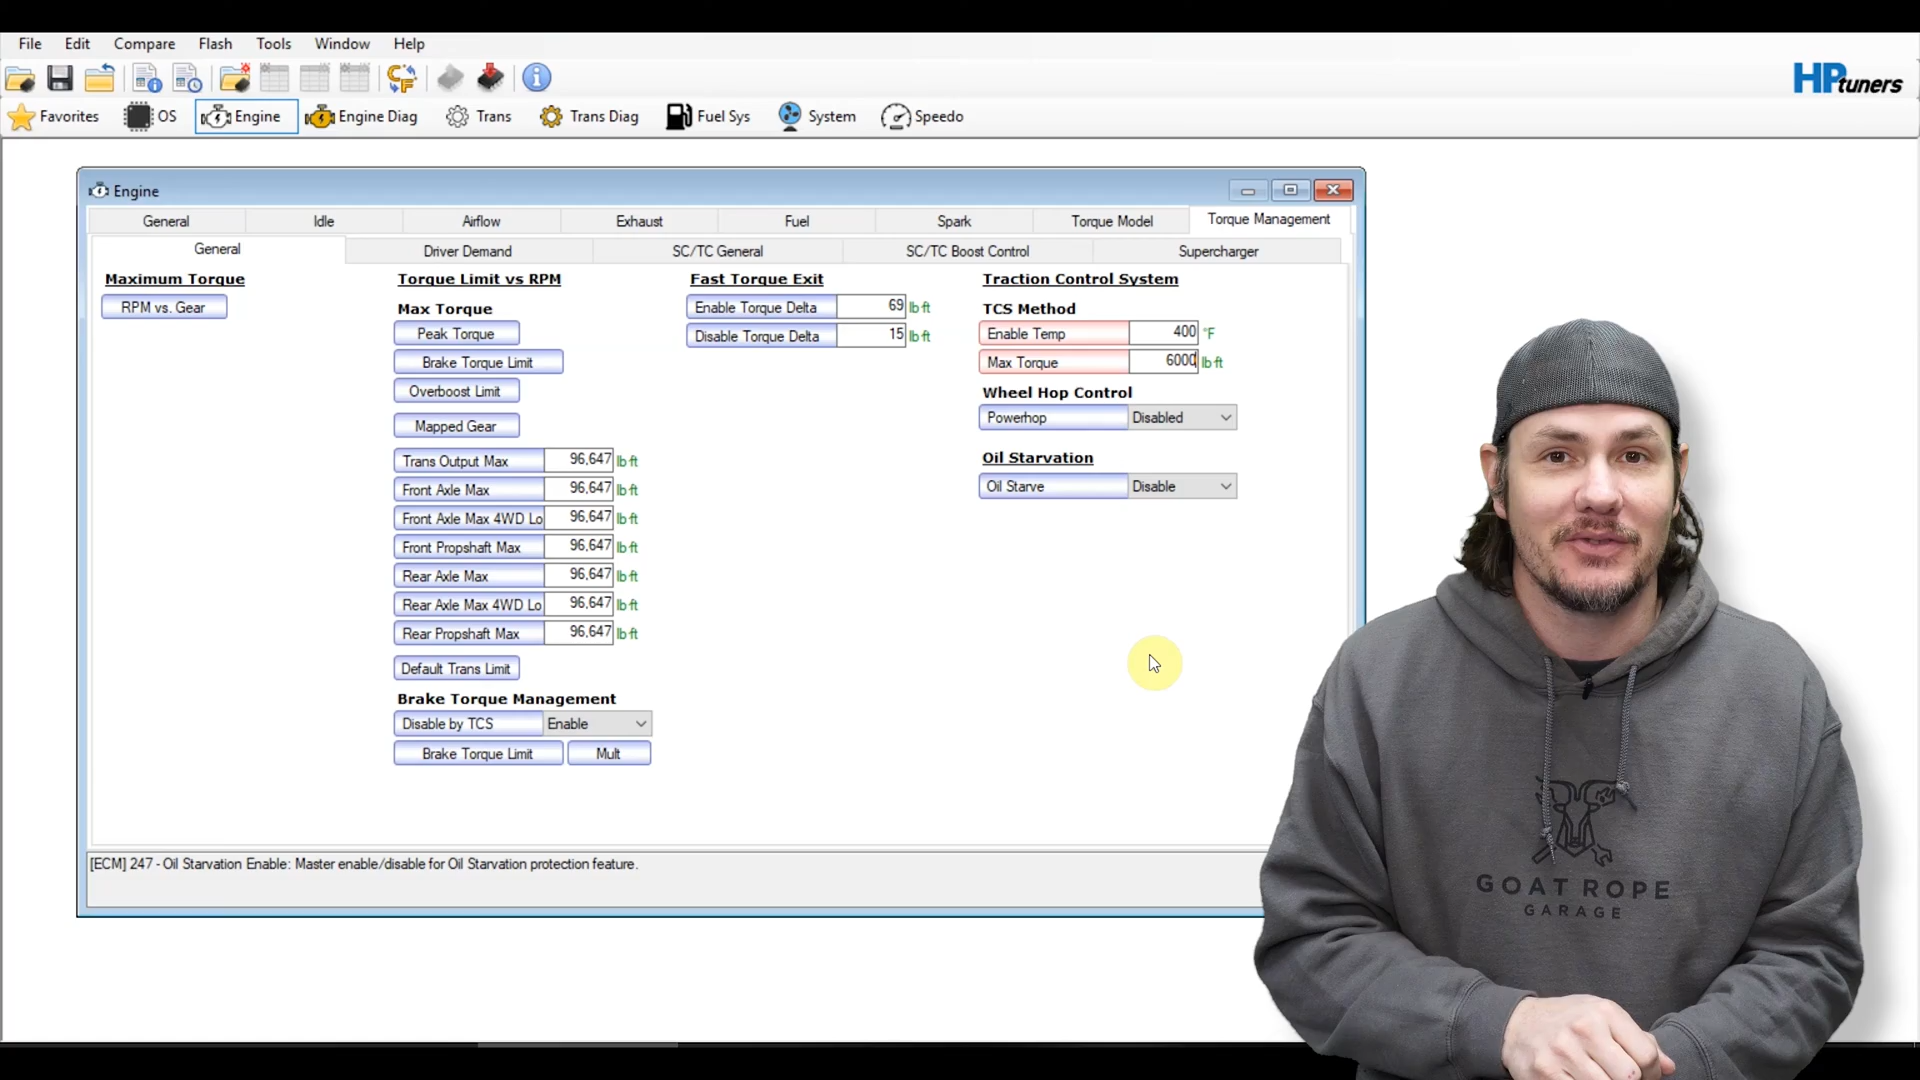 File Edit Compare Flash Tools Window Help
HPtuners
Favorites OS Engine Engine Diag Trans Trans Diag Fuel Sys System Speedo
Engine
General Idle Airflow Exhaust Fuel Spark Torque Model Torque Management
General Driver Demand SC/TC General SC/TC Boost Control Supercharger
Maximum Torque
RPM vs. Gear
Torque Limit vs RPM
Max Torque
Peak Torque
Brake Torque Limit
Overboost Limit
Mapped Gear
Trans Output Max 96,647 lb·ft
Front Axle Max 96,647 lb·ft
Front Axle Max 4WD Lo 96,647 lb·ft
Front Propshaft Max 96,647 lb·ft
Rear Axle Max 96,647 lb·ft
Rear Axle Max 4WD Lo 96,647 lb·ft
Rear Propshaft Max 96,647 lb·ft
Default Trans Limit
Brake Torque Management
Disable by TCS Enable
Brake Torque Limit Mult
Fast Torque Exit
Enable Torque Delta 69 lb·ft
Disable Torque Delta 15 lb·ft
Traction Control System
TCS Method
Enable Temp 400 °F
Max Torque 6000 lb·ft
Wheel Hop Control
Powerhop Disabled
Oil Starvation
Oil Starve Disable
[ECM] 247 - Oil Starvation Enable: Master enable/disable for Oil Starvation protection feature.
GOAT ROPE
GARAGE